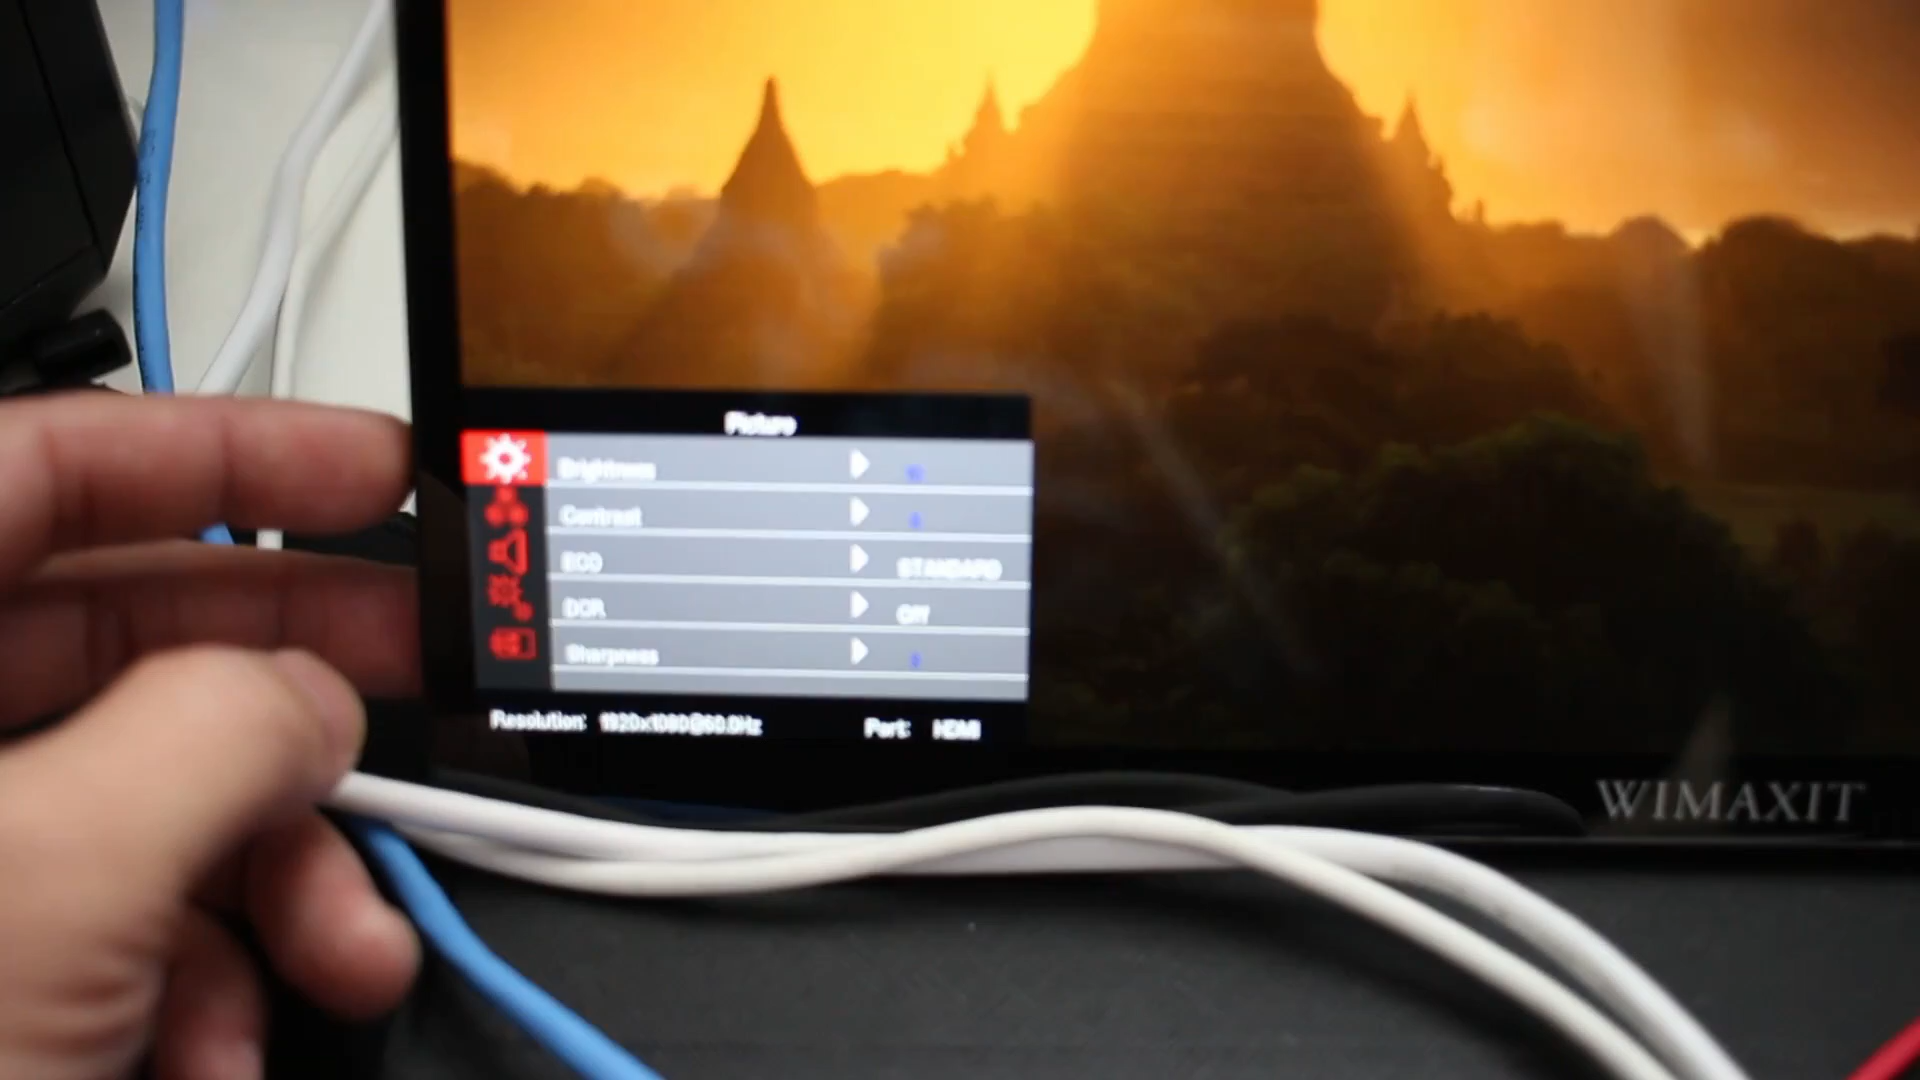 Picture
Brightness
Contrast
ECO STANDARD
DCR Off
Sharpness
Resolution: 1920x1080@60.0Hz Port: HDMI
WIMAXIT